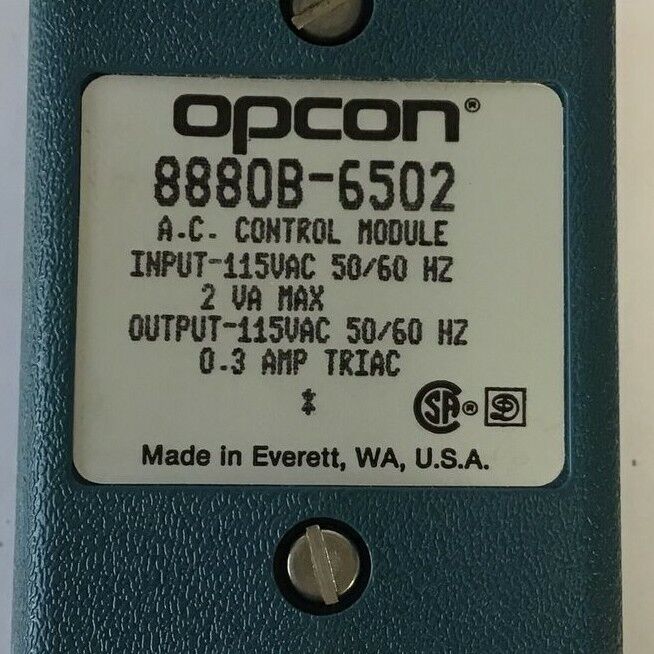 opcon®
8880B-6502
A.C. CONTROL MODULE
INPUT-115VAC 50/60 HZ
2 VA MAX
OUTPUT-115VAC 50/60 HZ
0.3 AMP TRIAC
SA ®
Made in Everett, WA, U.S.A.